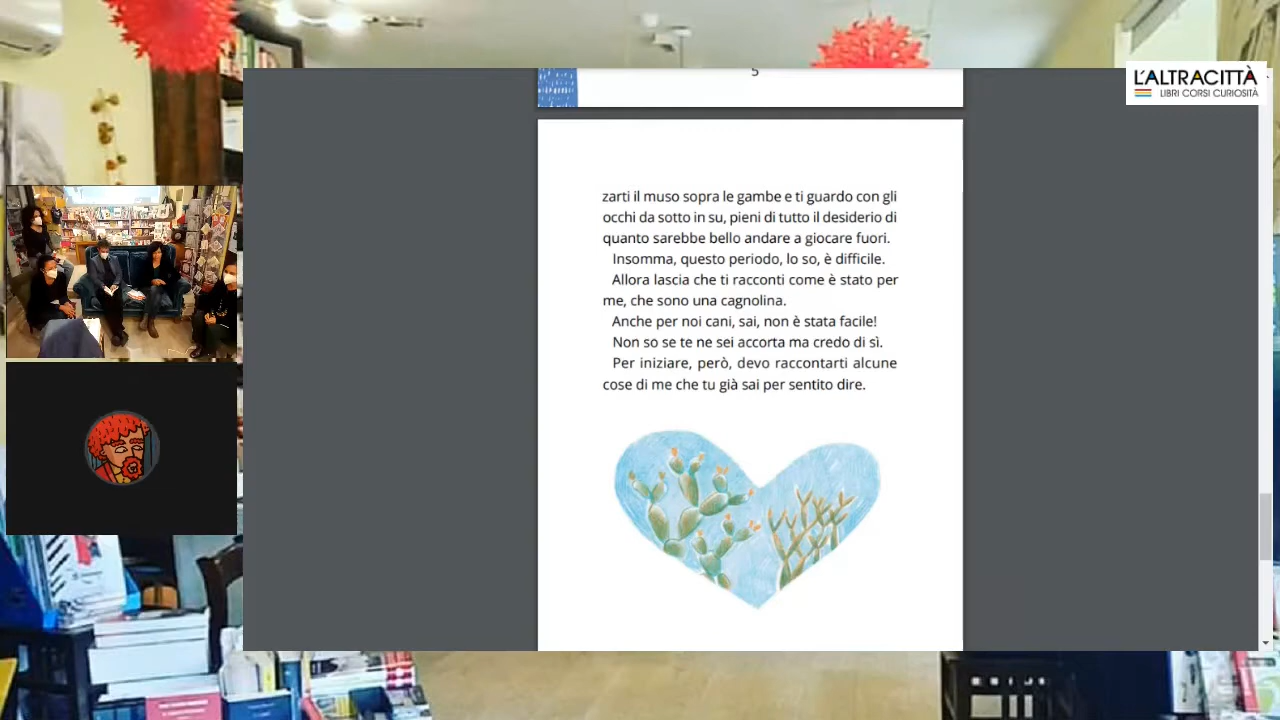 L'ALTRACITTÀ
LIBRI CORSI CURIOSITÀ
5
zarti il muso sopra le gambe e ti guardo con gli
occhi da sotto in su, pieni di tutto il desiderio di
quanto sarebbe bello andare a giocare fuori.
Insomma, questo periodo, lo so, è difficile.
Allora lascia che ti racconti come è stato per
me, che sono una cagnolina.
Anche per noi cani, sai, non è stata facile!
Non so se te ne sei accorta ma credo di sì.
Per iniziare, però, devo raccontarti alcune
cose di me che tu già sai per sentito dire.